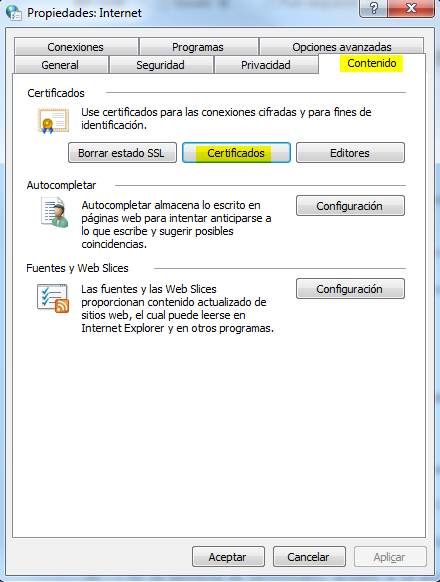 Propiedades: Internet
Conexiones
Programas
Opciones avanzadas
General
Seguridad
Privacidad
Contenido
Certificados
Use certificados para las conexiones cifradas y para fines de
identificación.
Borrar estado SSL
Certificados
Editores
Autocompletar
Autocompletar almacena lo escrito en
páginas web para intentar anticiparse a
lo que escribe y sugerir posibles
coincidencias.
Configuración
Fuentes y Web Slices
Las fuentes y las Web Slices
proporcionan contenido actualizado de
sitios web, el cual puede leerse en
Internet Explorer y en otros programas.
Configuración
Aceptar
Cancelar
Aplicar